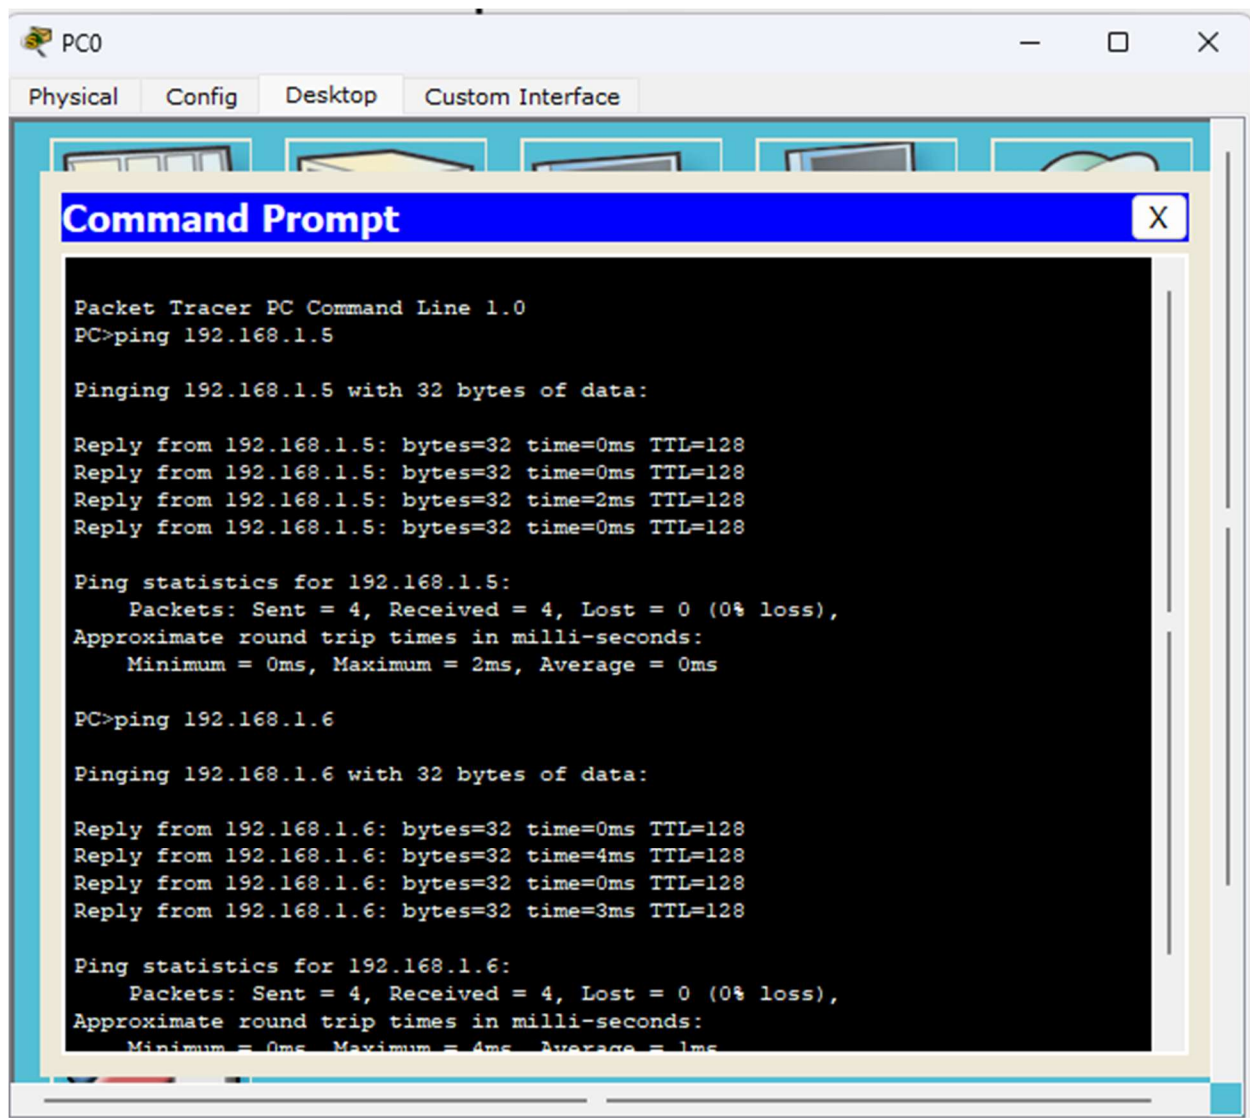 PC0
Physical Config Desktop Custom Interface
Command Prompt X
Packet Tracer PC Command Line 1.0
PC>ping 192.168.1.5
Pinging 192.168.1.5 with 32 bytes of data:
Reply from 192.168.1.5: bytes=32 time=0ms TTL=128
Reply from 192.168.1.5: bytes=32 time=0ms TTL=128
Reply from 192.168.1.5: bytes=32 time=2ms TTL=128
Reply from 192.168.1.5: bytes=32 time=0ms TTL=128
Ping statistics for 192.168.1.5:
Packets: Sent = 4, Received = 4, Lost = 0 (0% loss),
Approximate round trip times in milli-seconds:
Minimum = 0ms, Maximum = 2ms, Average = 0ms
PC>ping 192.168.1.6
Pinging 192.168.1.6 with 32 bytes of data:
Reply from 192.168.1.6: bytes=32 time=0ms TTL=128
Reply from 192.168.1.6: bytes=32 time=4ms TTL=128
Reply from 192.168.1.6: bytes=32 time=0ms TTL=128
Reply from 192.168.1.6: bytes=32 time=3ms TTL=128
Ping statistics for 192.168.1.6:
Packets: Sent = 4, Received = 4, Lost = 0 (0% loss),
Approximate round trip times in milli-seconds:
Minimum = 0ms, Maximum = 4ms, Average = 1ms